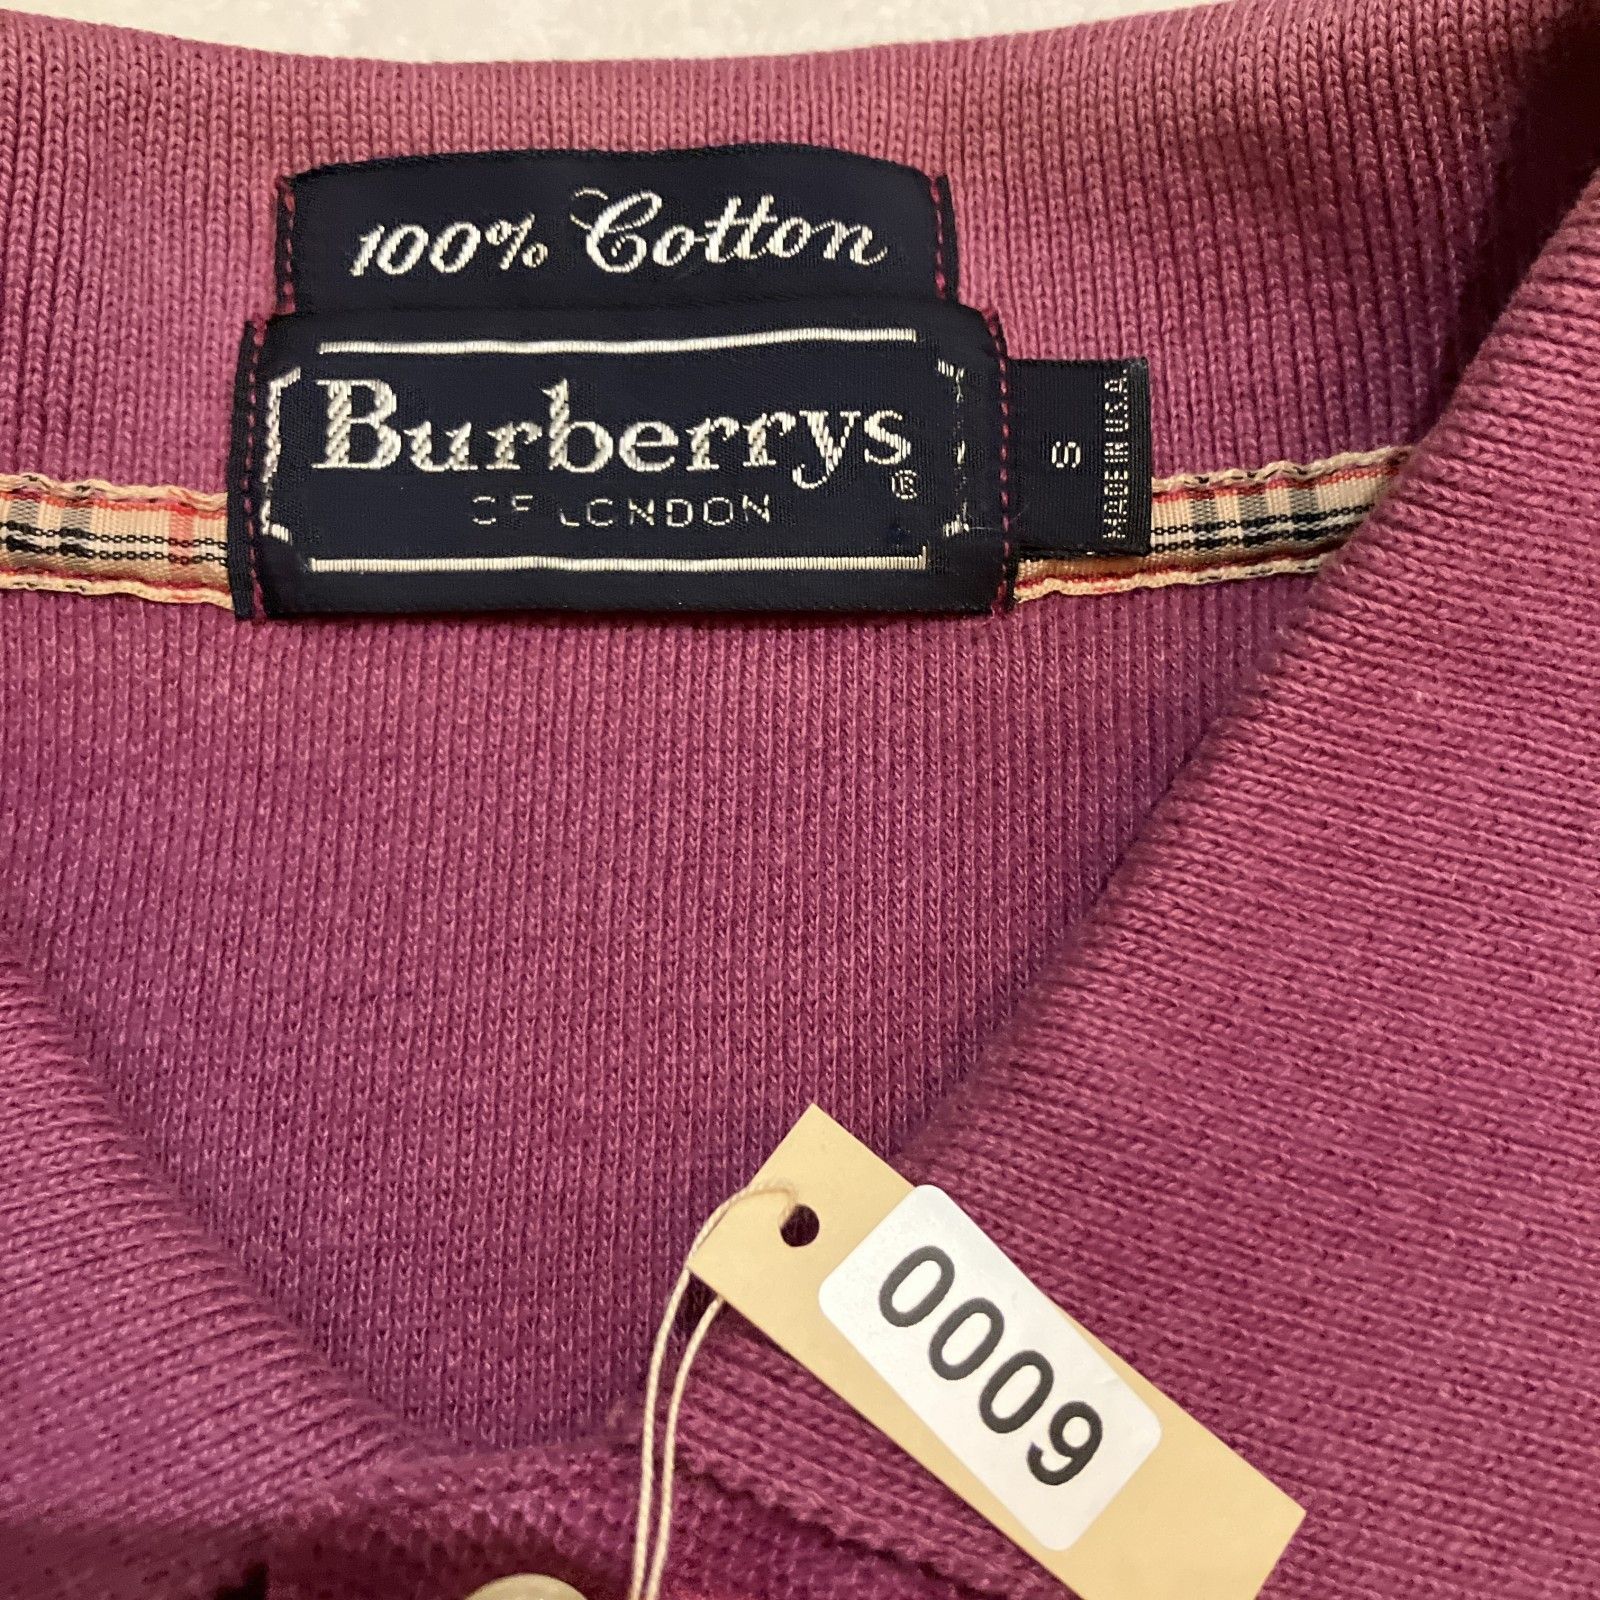 100% Cotton
Burberrys®
OF LONDON
S
MADE IN U.S.A.
0009